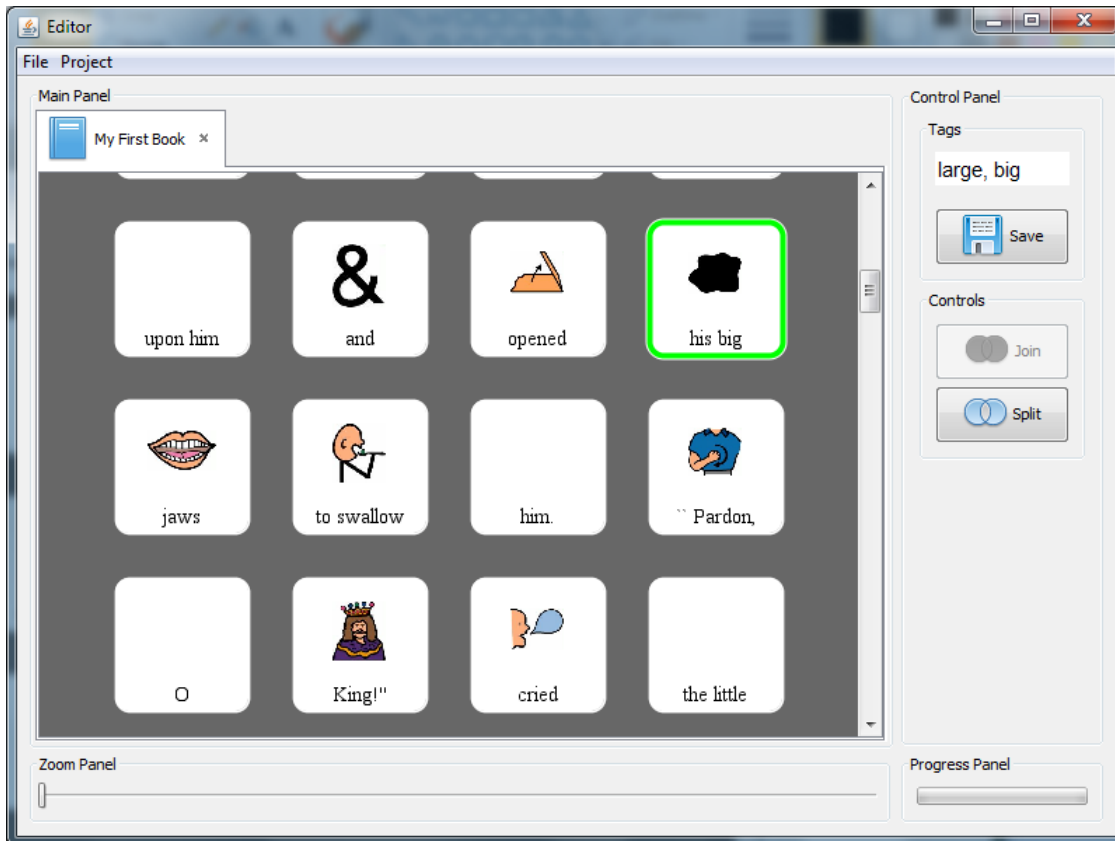 Editor
File Project
Main Panel
My First Book
upon him
&
and
opened
his big
jaws
to swallow
him.
`` Pardon,
O
King!"
cried
the little
Zoom Panel
Control Panel
Tags
large, big
Save
Controls
Join
Split
Progress Panel